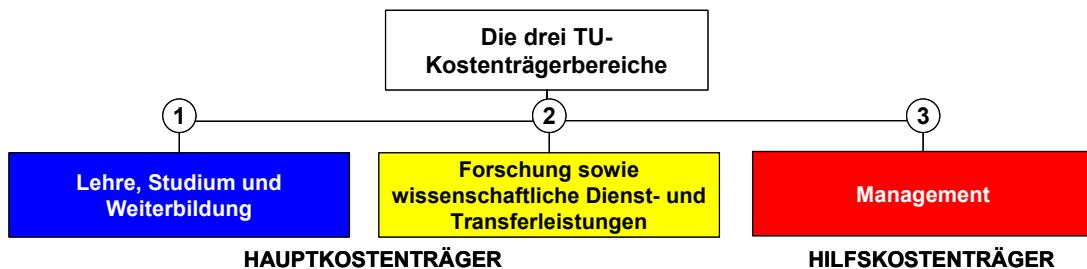 Die drei TU-
Kostenträgerbereiche
1
2
3
Lehre, Studium und
Weiterbildung
Forschung sowie
wissenschaftliche Dienst- und
Transferleistungen
Management
HAUPTKOSTENTRÄGER
HILFSKOSTENTRÄGER